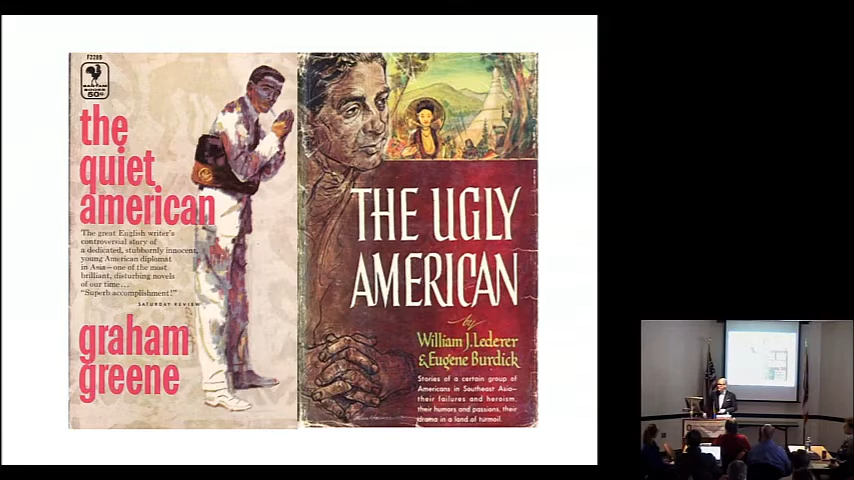 F2289
BANTAM
BOOKS
50¢
the
quiet
american
The great English writer's
controversial story of
a dedicated, stubbornly innocent,
young American diplomat
in Asia—one of the most
brilliant, disturbing novels
of our time...
"Superb accomplishment!"
SATURDAY REVIEW
graham
greene
THE UGLY
AMERICAN
by
William J. Lederer
& Eugene Burdick
Stories of a certain group of
Americans in Southeast Asia—
their failures and heroism,
their humors and passions, their
drama in a land of turmoil.